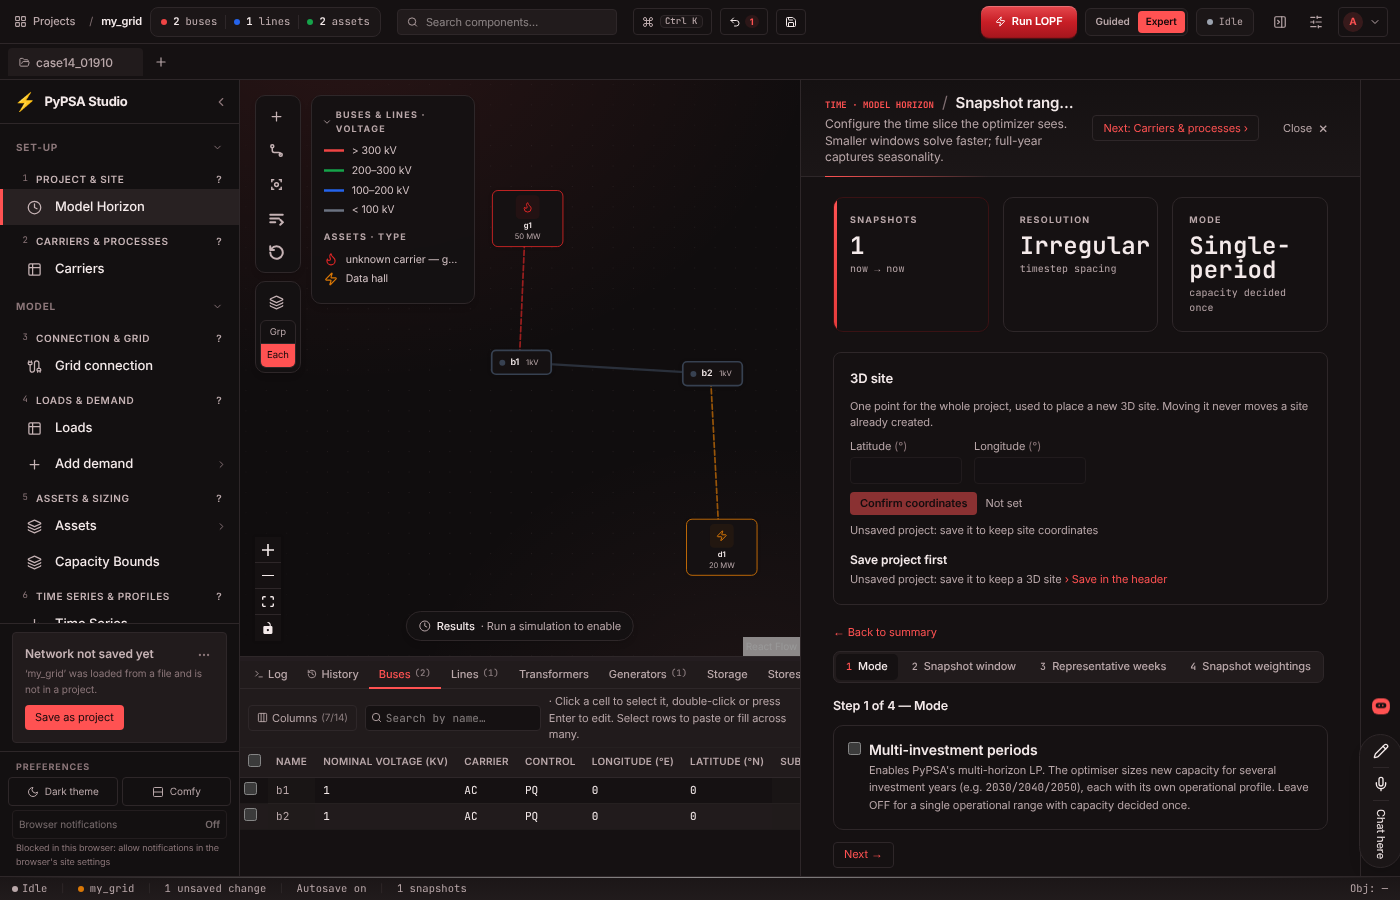 Projects / my_grid 2 buses 1 lines 2 assets Search components... Ctrl K 1 Run LOPF Guided Expert Idle A
case14_01910
PyPSA Studio
SET-UP
1 PROJECT & SITE ?
Model Horizon
2 CARRIERS & PROCESSES ?
Carriers
MODEL
3 CONNECTION & GRID ?
Grid connection
4 LOADS & DEMAND ?
Loads
Add demand
5 ASSETS & SIZING ?
Assets
Capacity Bounds
6 TIME SERIES & PROFILES ?
Time Series
Network not saved yet
'my_grid' was loaded from a file and is
not in a project.
Save as project
PREFERENCES
Dark theme Comfy
Browser notifications Off
Blocked in this browser: allow notifications in the
browser's site settings
Grp
Each
BUSES & LINES ·
VOLTAGE
> 300 kV
200–300 kV
100–200 kV
< 100 kV
ASSETS · TYPE
unknown carrier — g...
Data hall
g1
50 MW
b1 1kV
b2 1kV
d1
20 MW
Results · Run a simulation to enable
React Flow
Log History Buses (2) Lines (1) Transformers Generators (1) Storage Stores
Columns (7/14) Search by name...
· Click a cell to select it, double-click or press
Enter to edit. Select rows to paste or fill across
many.
NAME NOMINAL VOLTAGE (KV) CARRIER CONTROL LONGITUDE (°E) LATITUDE (°N) SUB
b1 1 AC PQ 0 0
b2 1 AC PQ 0 0
TIME · MODEL HORIZON / Snapshot rang...
Configure the time slice the optimizer sees.
Smaller windows solve faster; full-year
captures seasonality.
Next: Carriers & processes ›
Close ×
SNAPSHOTS
1
now → now
RESOLUTION
Irregular
timestep spacing
MODE
Single-
period
capacity decided
once
3D site
One point for the whole project, used to place a new 3D site. Moving it never moves a site
already created.
Latitude (°) Longitude (°)
Confirm coordinates Not set
Unsaved project: save it to keep site coordinates
Save project first
Unsaved project: save it to keep a 3D site › Save in the header
← Back to summary
1 Mode 2 Snapshot window 3 Representative weeks 4 Snapshot weightings
Step 1 of 4 — Mode
Multi-investment periods
Enables PyPSA's multi-horizon LP. The optimiser sizes new capacity for several
investment years (e.g. 2030/2040/2050), each with its own operational profile. Leave
OFF for a single operational range with capacity decided once.
Next →
Chat here
Idle my_grid 1 unsaved change Autosave on 1 snapshots Obj: —